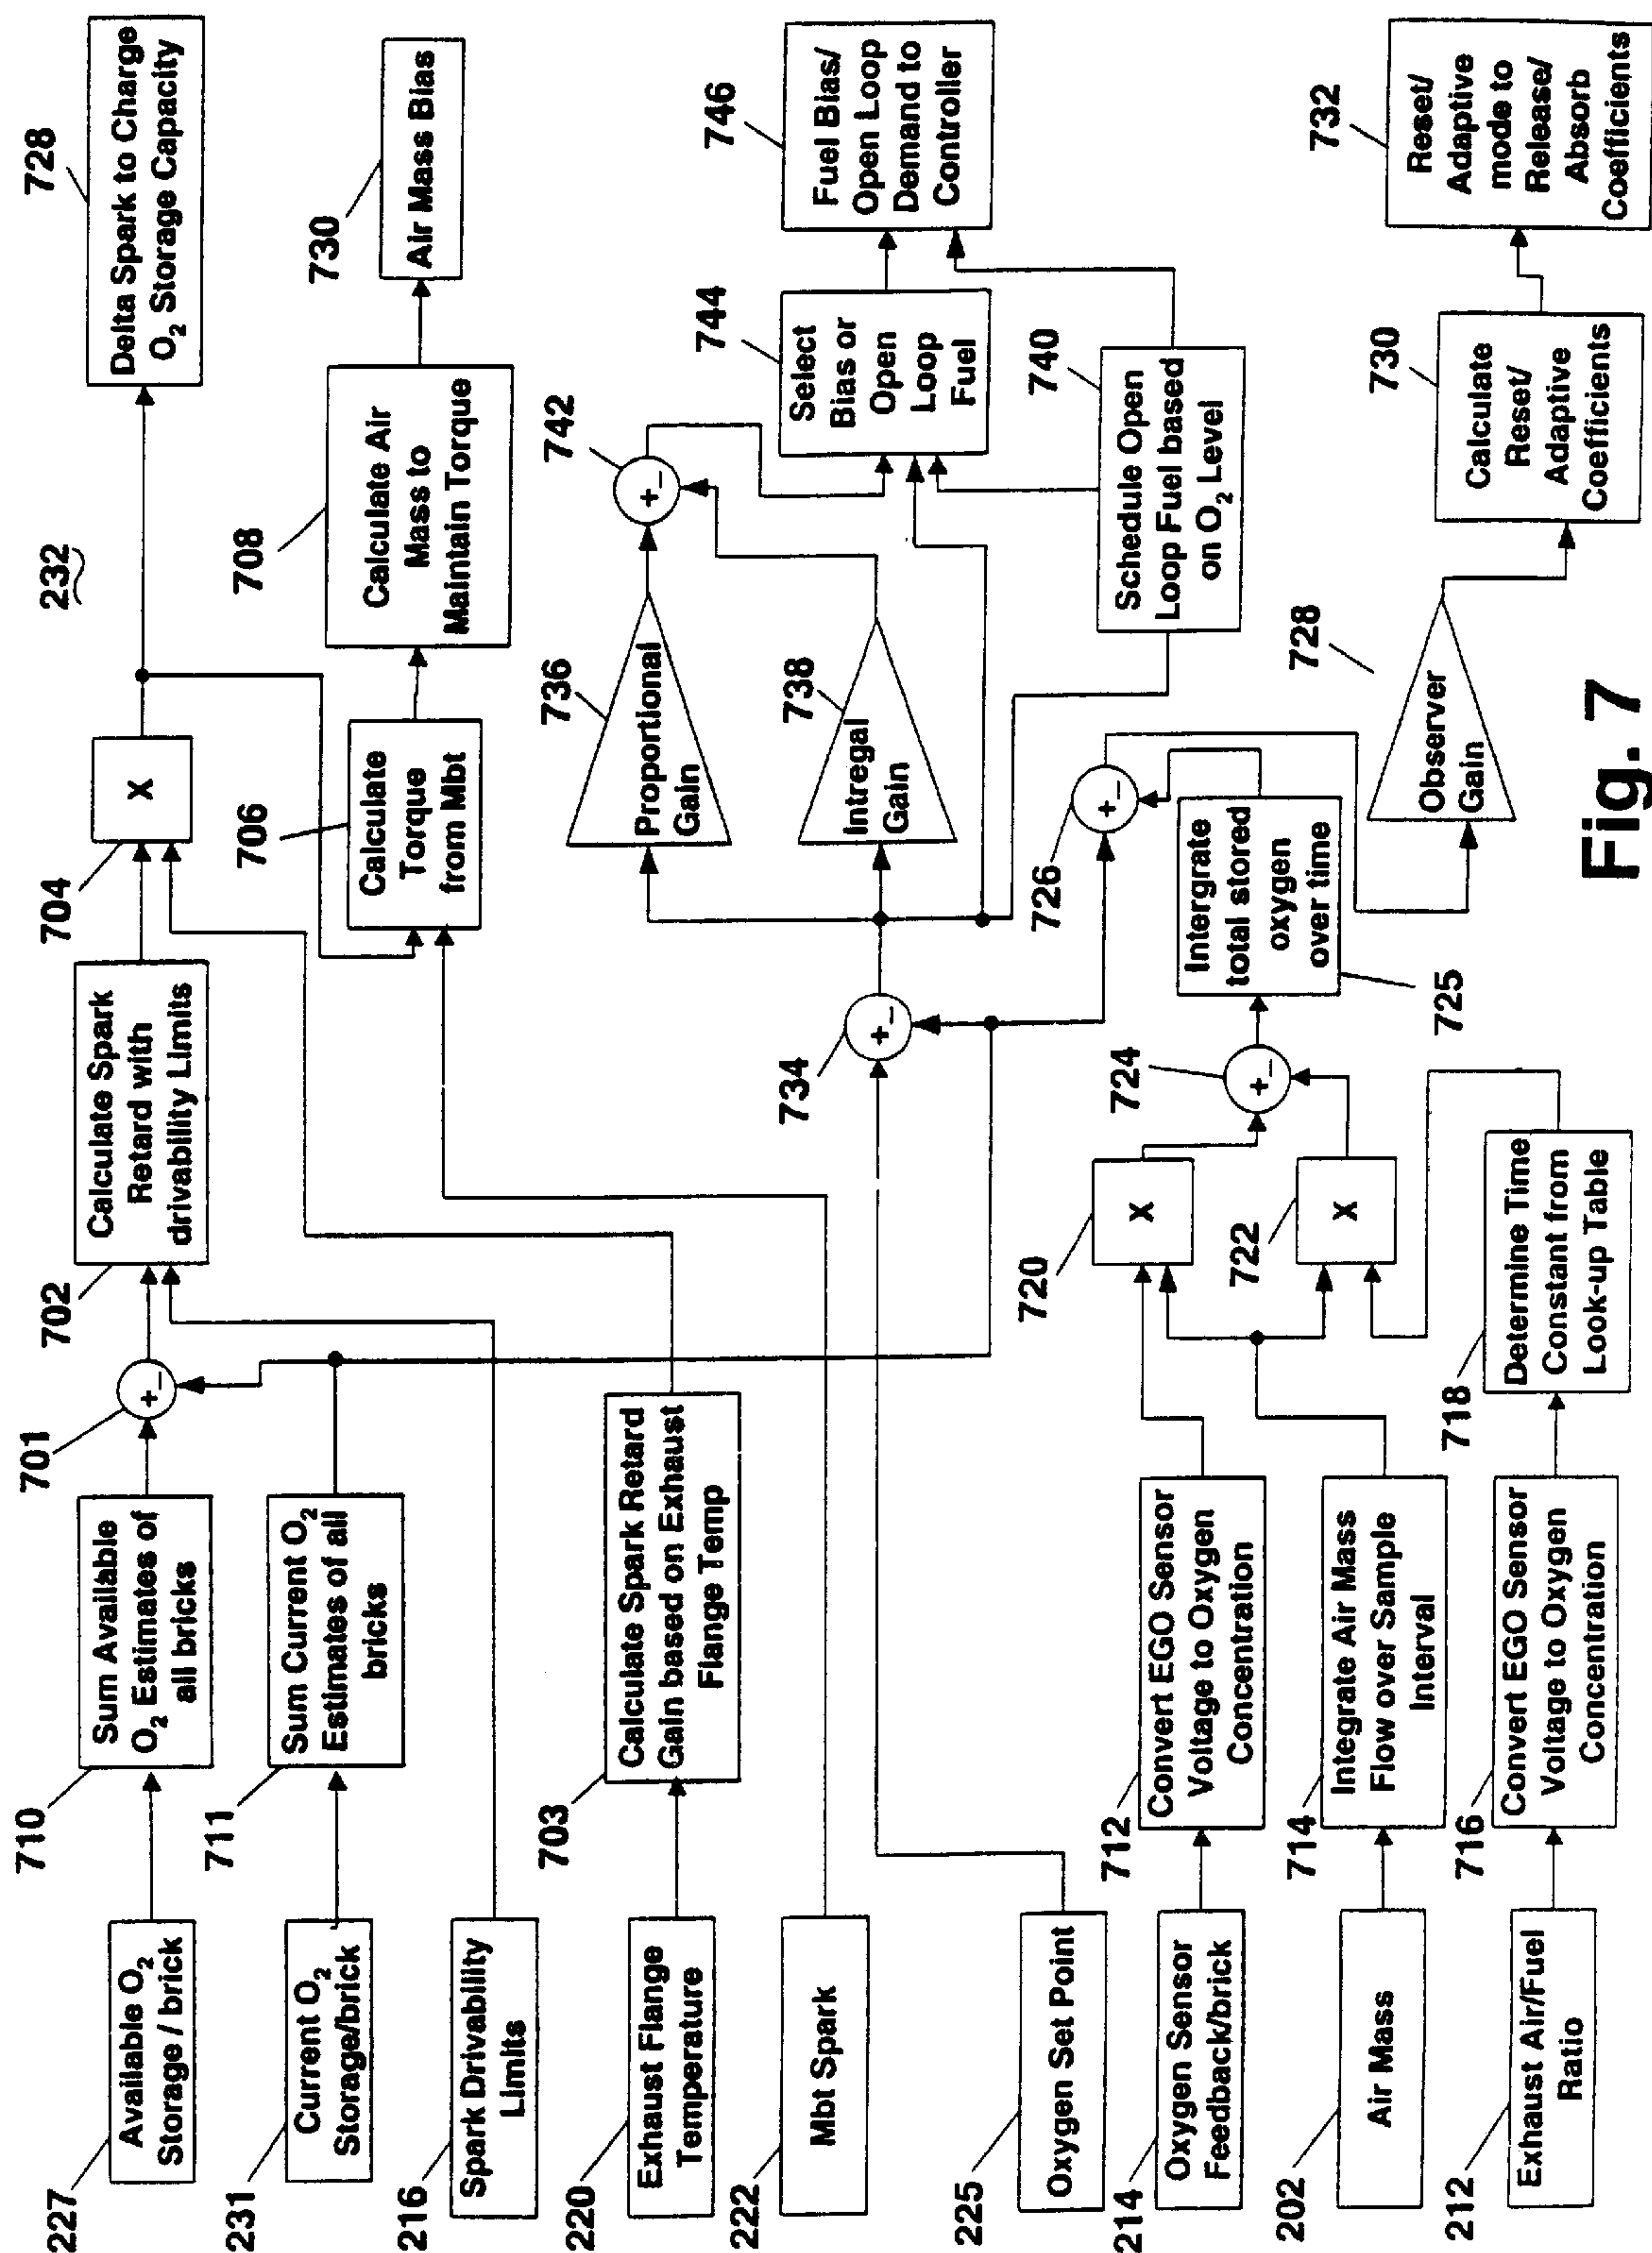 232
227
Available O2
Storage / brick
710
Sum Available
O2 Estimates of
all bricks
701
+
-
702
Calculate Spark
Retard with
drivability Limits
704
X
728
Delta Spark to Charge
O2 Storage Capacity
231
Current O2
Storage/brick
711
Sum Current O2
Estimates of all
bricks
216
Spark Drivability
Limits
706
Calculate
Torque
from Mbt
708
Calculate Air
Mass to
Maintain Torque
730
Air Mass Bias
220
Exhaust Flange
Temperature
703
Calculate Spark Retard
Gain based on Exhaust
Flange Temp
222
Mbt Spark
736
Proportional
Gain
742
+
-
738
Intregal
Gain
744
Select
Bias or
Open
Loop
Fuel
746
Fuel Bias/
Open Loop
Demand to
Controller
225
Oxygen Set Point
734
+
-
740
Schedule Open
Loop Fuel based
on O2 Level
214
Oxygen Sensor
Feedback/brick
712
Convert EGO Sensor
Voltage to Oxygen
Concentration
720
X
724
+
-
725
Intergrate
total stored
oxygen
over time
726
+
-
202
Air Mass
714
Integrate Air Mass
Flow over Sample
Interval
722
X
212
Exhaust Air/Fuel
Ratio
716
Convert EGO Sensor
Voltage to Oxygen
Concentration
718
Determine Time
Constant from
Look-up Table
728
Observer
Gain
730
Calculate
Reset/
Adaptive
Coefficients
732
Reset/
Adaptive
mode to
Release/
Absorb
Coefficients
Fig. 7